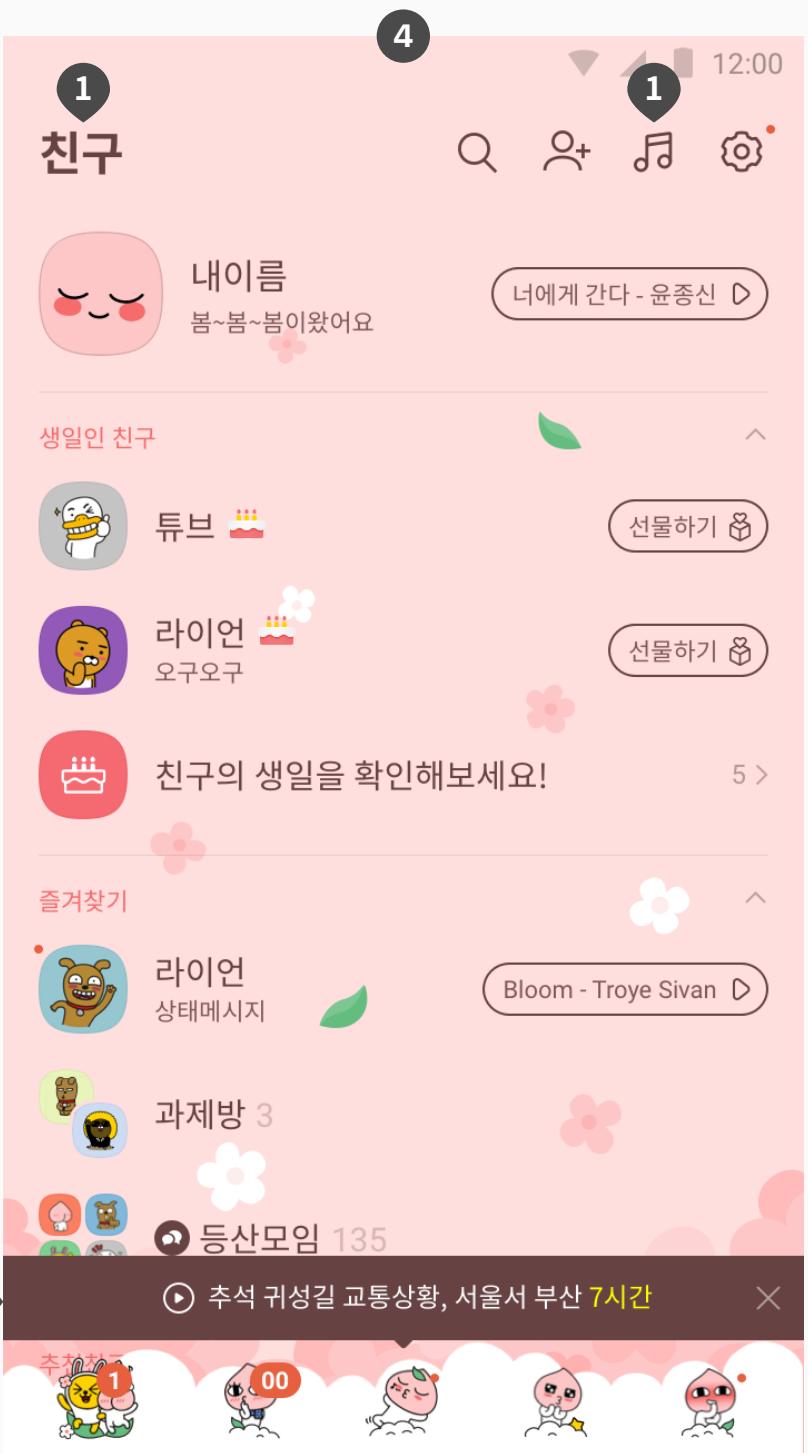 4
12:00
1
1
친구
내이름
봄~봄~봄이왔어요
너에게 간다 - 윤종신
생일인 친구
튜브
선물하기
라이언
오구오구
선물하기
친구의 생일을 확인해보세요!
5
즐겨찾기
라이언
상태메시지
Bloom - Troye Sivan
과제방 3
등산모임 135
추석 귀성길 교통상황, 서울서 부산 7시간
1
00